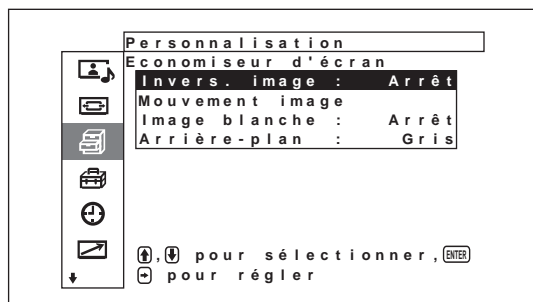 Personnalisation
Economiseur d'écran
Invers. image : Arrêt
Mouvement image
Image blanche : Arrêt
Arrière-plan : Gris
, pour sélectionner, ENTER
pour régler